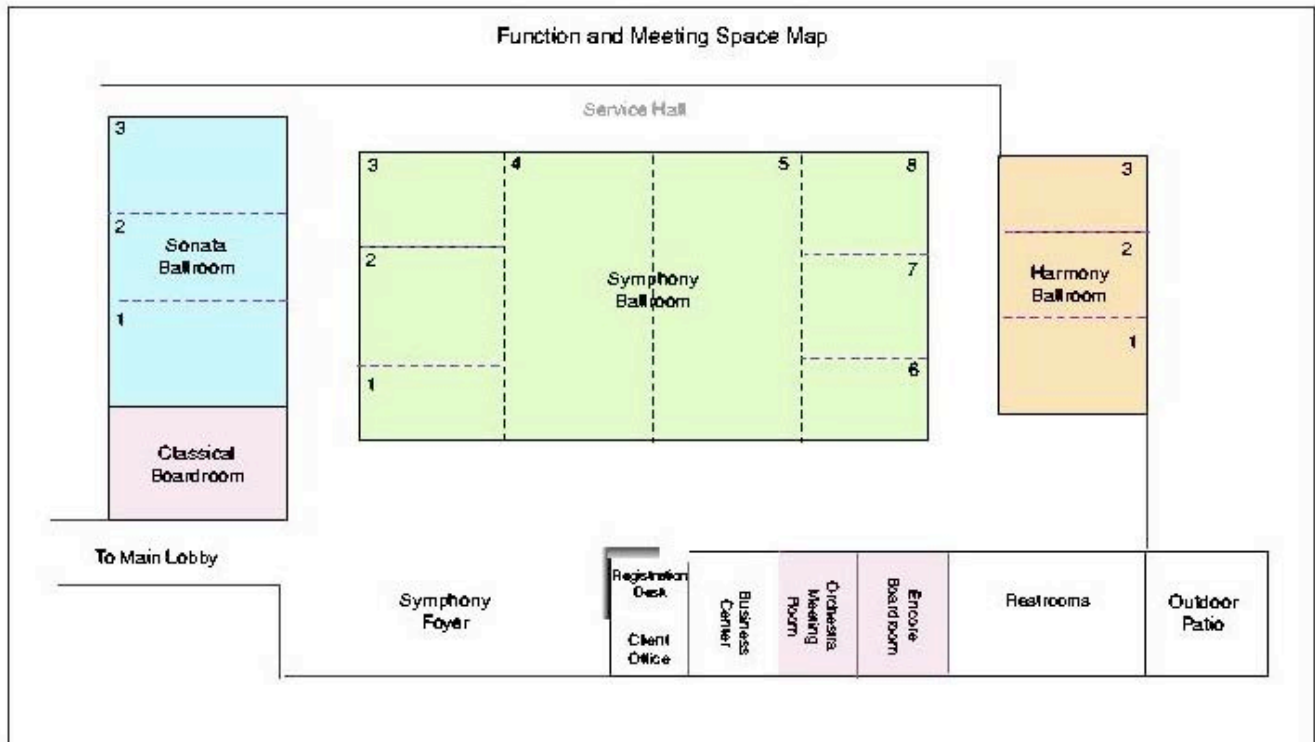 Function and Meeting Space Map
Service Hall
3
2
Sonata
Ballroom
1
Classical
Boardroom
To Main Lobby
3
4
5
8
2
7
Symphony
Ballroom
1
6
3
2
Harmony
Ballroom
1
Symphony
Foyer
Registration
Desk
Client
Office
Business
Center
Orchestra
Meeting
Room
Encore
Boardroom
Restrooms
Outdoor
Patio